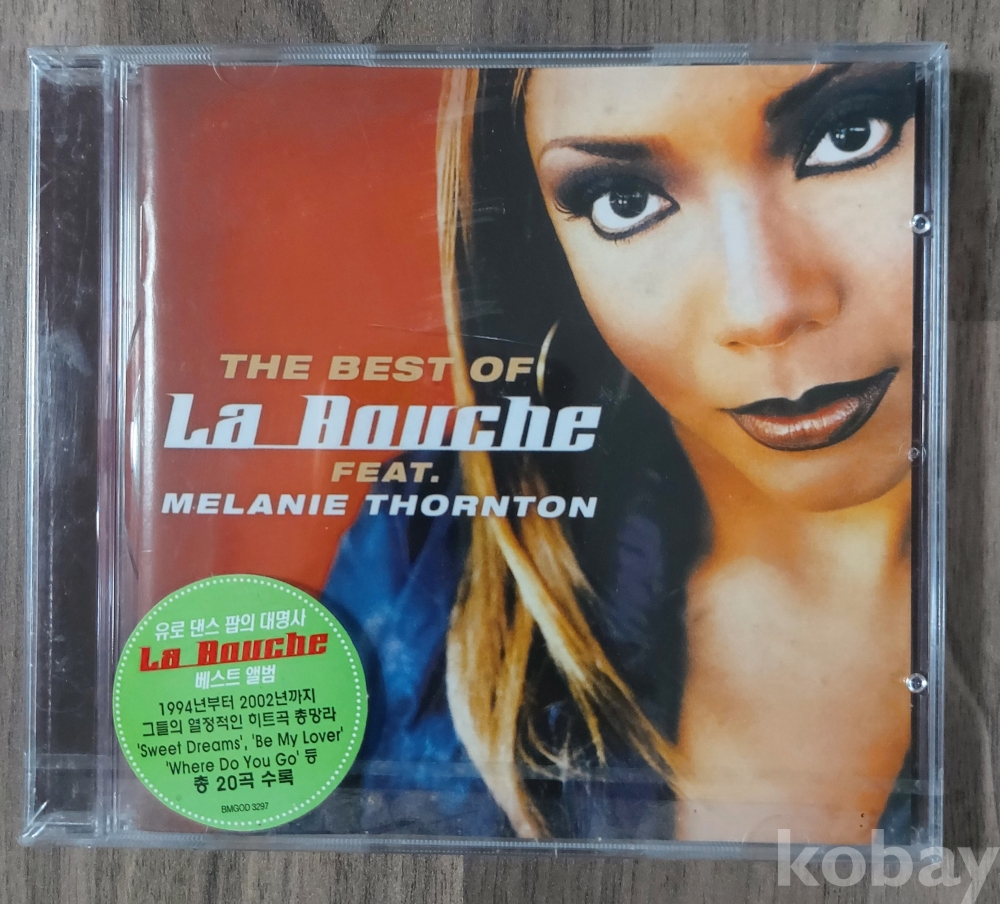 THE BEST OF
La Bouche
FEAT.
MELANIE THORNTON
유로 댄스 팝의 대명사
La Bouche
베스트 앨범
1994년부터 2002년까지
그들의 열정적인 히트곡 총망라
'Sweet Dreams', 'Be My Lover'
'Where Do You Go' 등
총 20곡 수록
BMGOD 3297
kobay